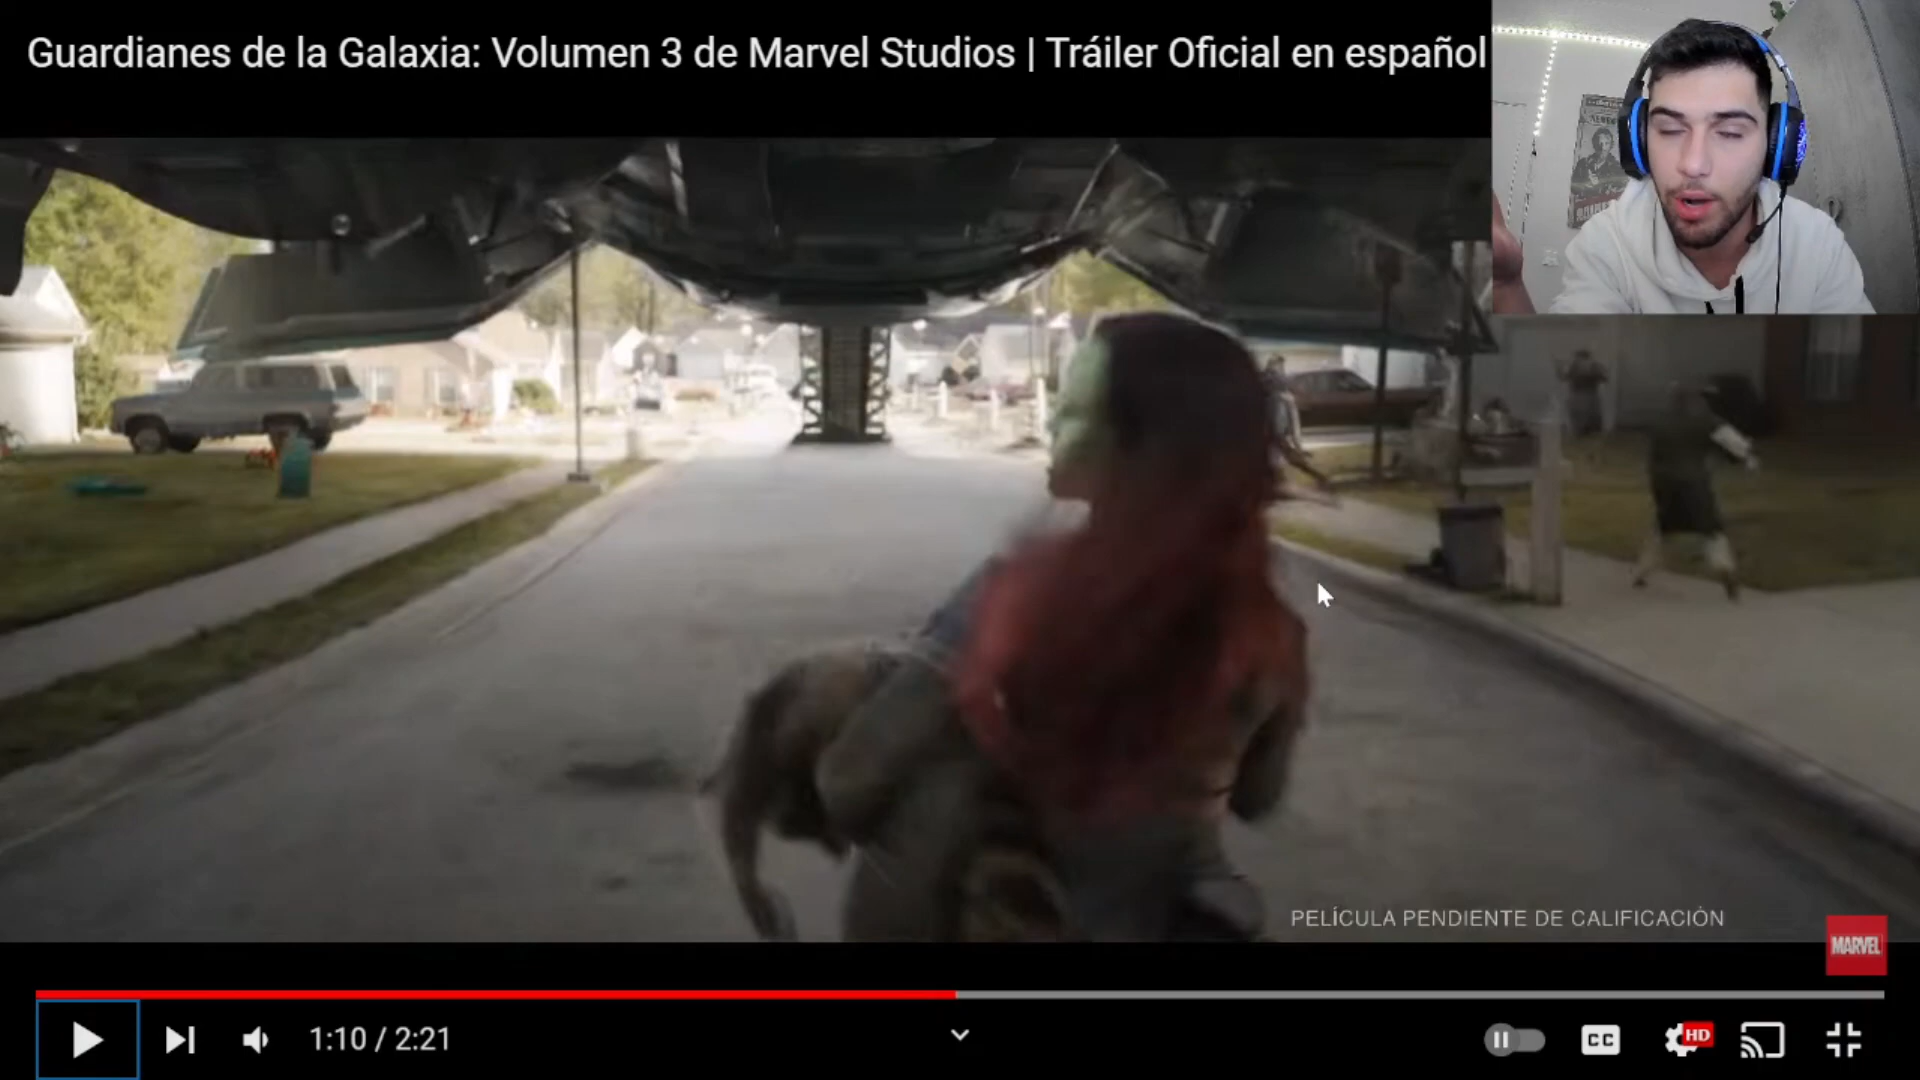 Guardianes de la Galaxia: Volumen 3 de Marvel Studios | Tráiler Oficial en español
PELÍCULA PENDIENTE DE CALIFICACIÓN
MARVEL
1:10 / 2:21
CC
HD